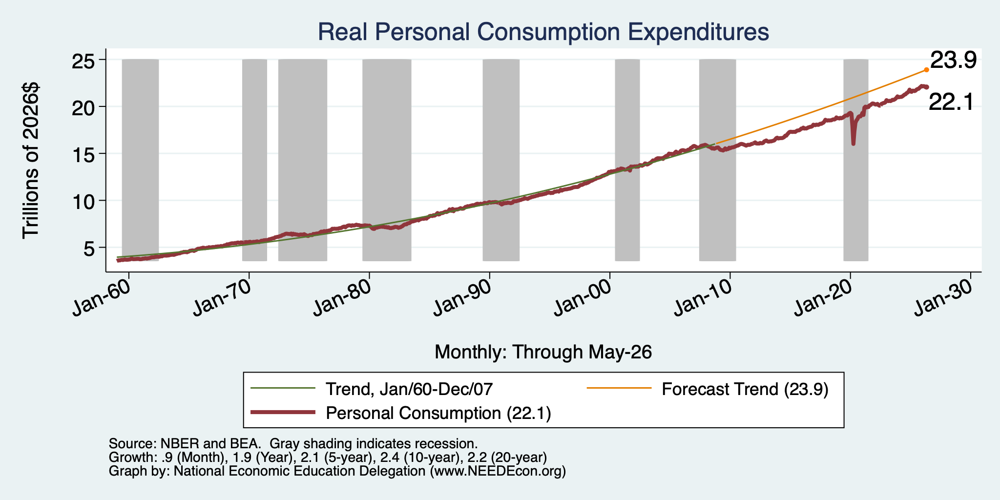 Real Personal Consumption Expenditures
Trillions of 2026$
25
20
15
10
5
23.9
22.1
Jan-60
Jan-70
Jan-80
Jan-90
Jan-00
Jan-10
Jan-20
Jan-30
Monthly: Through May-26
Trend, Jan/60-Dec/07
Forecast Trend (23.9)
Personal Consumption (22.1)
Source: NBER and BEA.  Gray shading indicates recession.
Growth: .9 (Month), 1.9 (Year), 2.1 (5-year), 2.4 (10-year), 2.2 (20-year)
Graph by: National Economic Education Delegation (www.NEEDEcon.org)